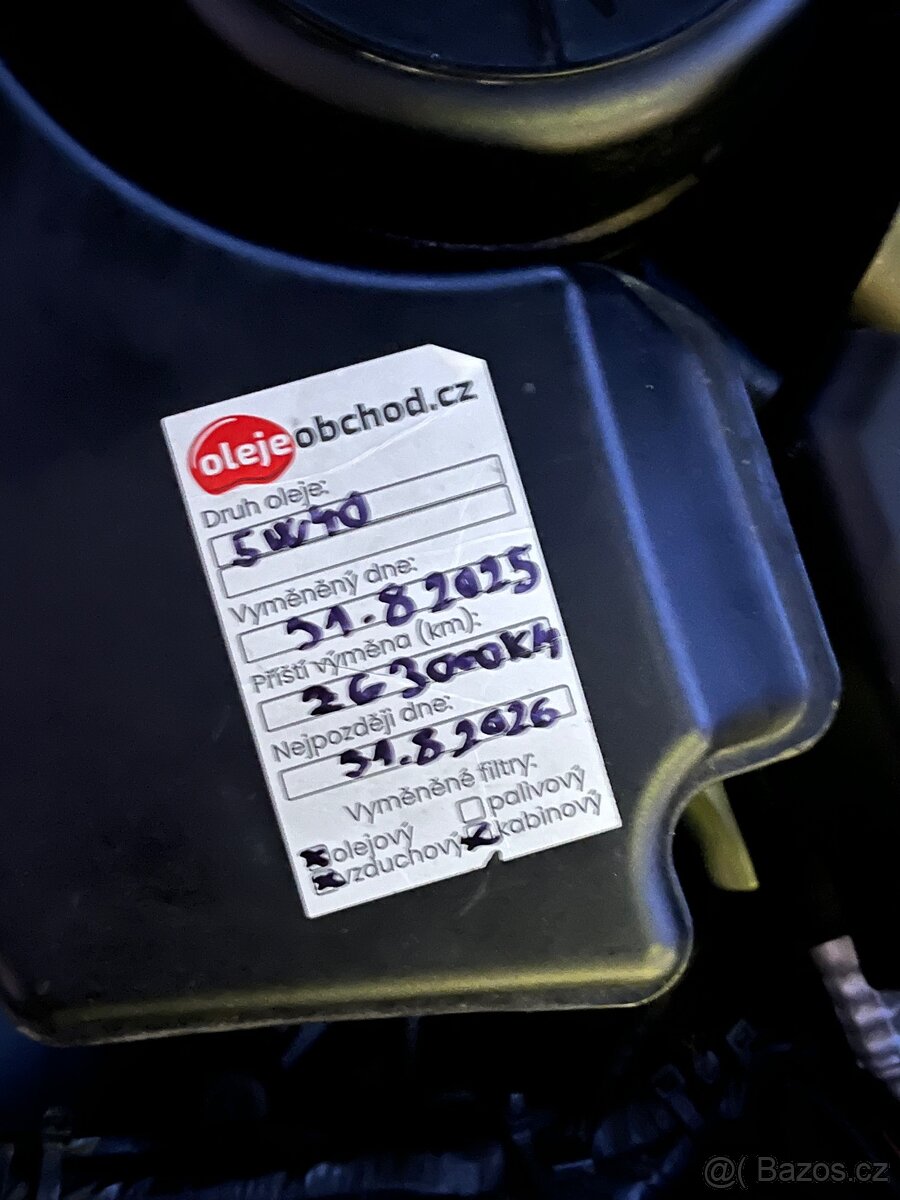 olejeobchod.cz
Druh oleje:
5W40
Vyměněný dne:
31.8 2025
Příští výměna (km):
263000KM
Nejpozději dne:
31.8 2026
Vyměněné filtry:
palivový
olejový
kabinový
vzduchový
@( Bazos.cz